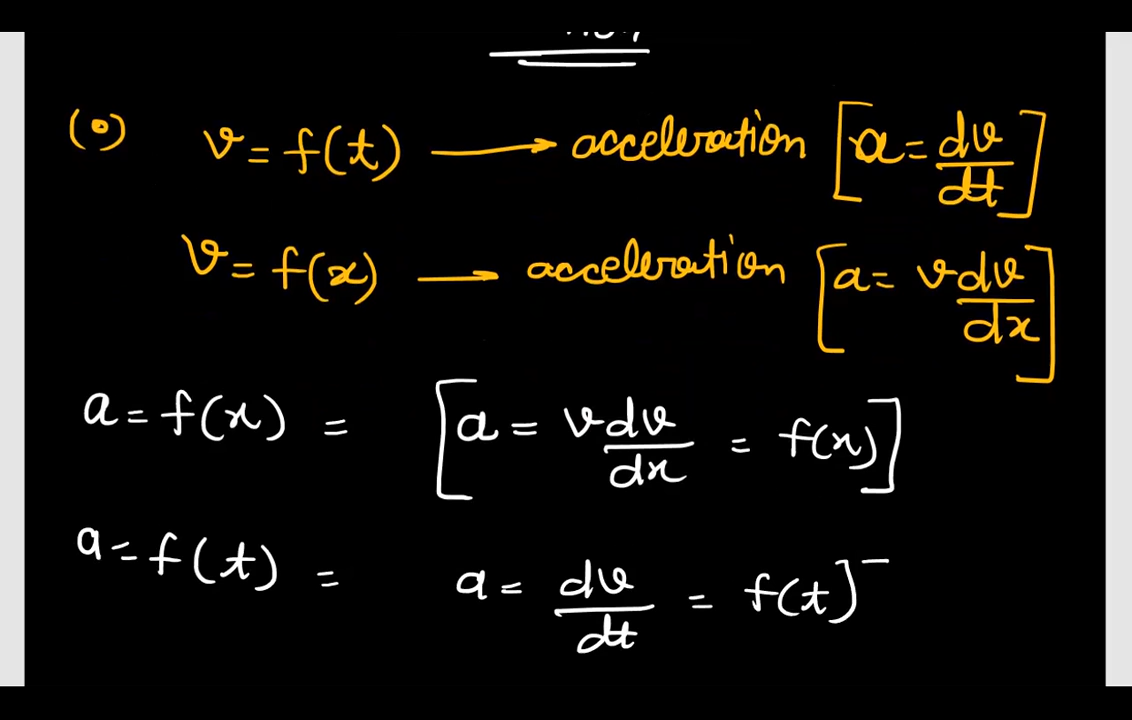 (•) v = f(t) → acceleration [a = dv/dt]
v = f(x) → acceleration [a = v dv/dx]
a = f(x) = [a = v dv/dx = f(x)]
a = f(t) = a = dv/dt = f(t)]